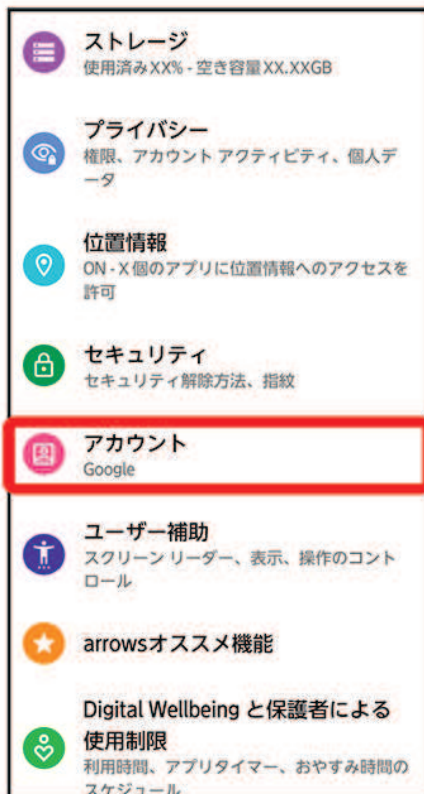 ストレージ
使用済みXX% - 空き容量XX.XXGB
プライバシー
権限、アカウント アクティビティ、個人デ
ータ
位置情報
ON - X 個のアプリに位置情報へのアクセスを
許可
セキュリティ
セキュリティ解除方法、指紋
アカウント
Google
ユーザー補助
スクリーン リーダー、表示、操作のコント
ロール
arrowsオススメ機能
Digital Wellbeing と保護者による
使用制限
利用時間、アプリタイマー、おやすみ時間の
スケジュール